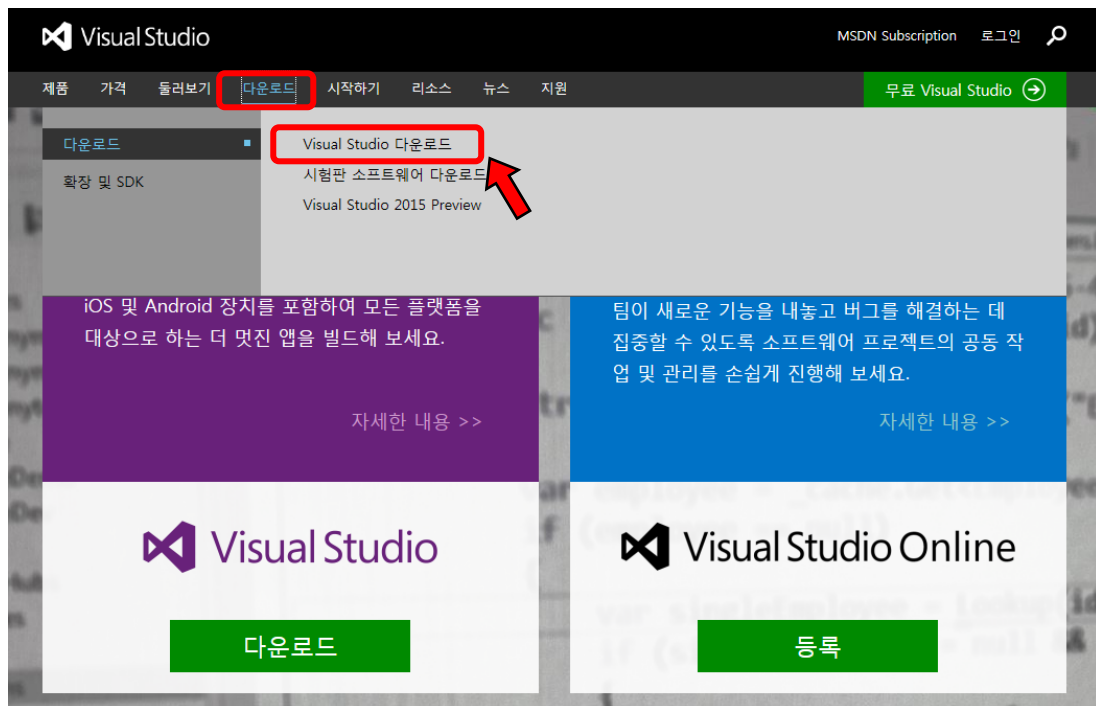 Visual Studio
MSDN Subscription 로그인
제품 가격 둘러보기 다운로드 시작하기 리소스 뉴스 지원
무료 Visual Studio
다운로드
확장 및 SDK
Visual Studio 다운로드
시험판 소프트웨어 다운로드
Visual Studio 2015 Preview
iOS 및 Android 장치를 포함하여 모든 플랫폼을
대상으로 하는 더 멋진 앱을 빌드해 보세요.
자세한 내용 >>
팀이 새로운 기능을 내놓고 버그를 해결하는 데
집중할 수 있도록 소프트웨어 프로젝트의 공동 작
업 및 관리를 손쉽게 진행해 보세요.
자세한 내용 >>
Visual Studio
다운로드
Visual Studio Online
등록